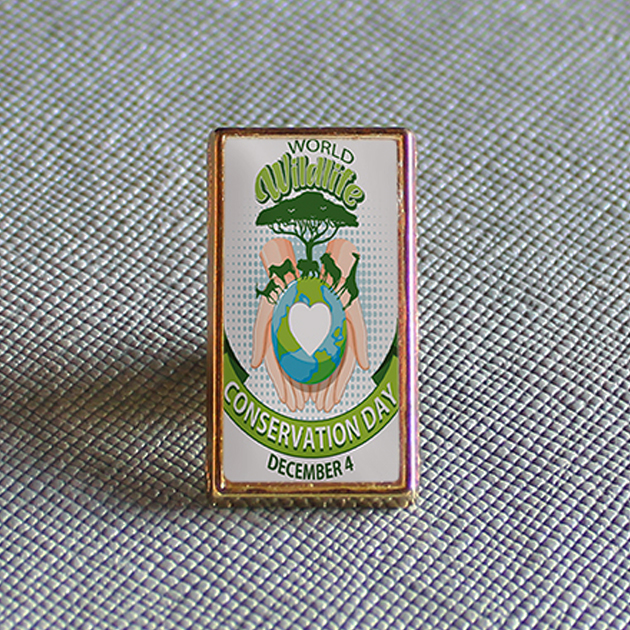 WORLD
Wildlife
CONSERVATION DAY
DECEMBER 4